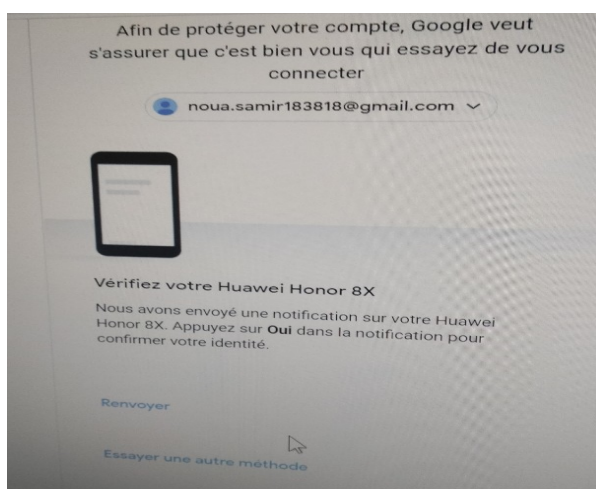 Afin de protéger votre compte, Google veut
s'assurer que c'est bien vous qui essayez de vous
connecter
noua.samir183818@gmail.com
Vérifiez votre Huawei Honor 8X
Nous avons envoyé une notification sur votre Huawei
Honor 8X. Appuyez sur Oui dans la notification pour
confirmer votre identité.
Renvoyer
Essayer une autre méthode